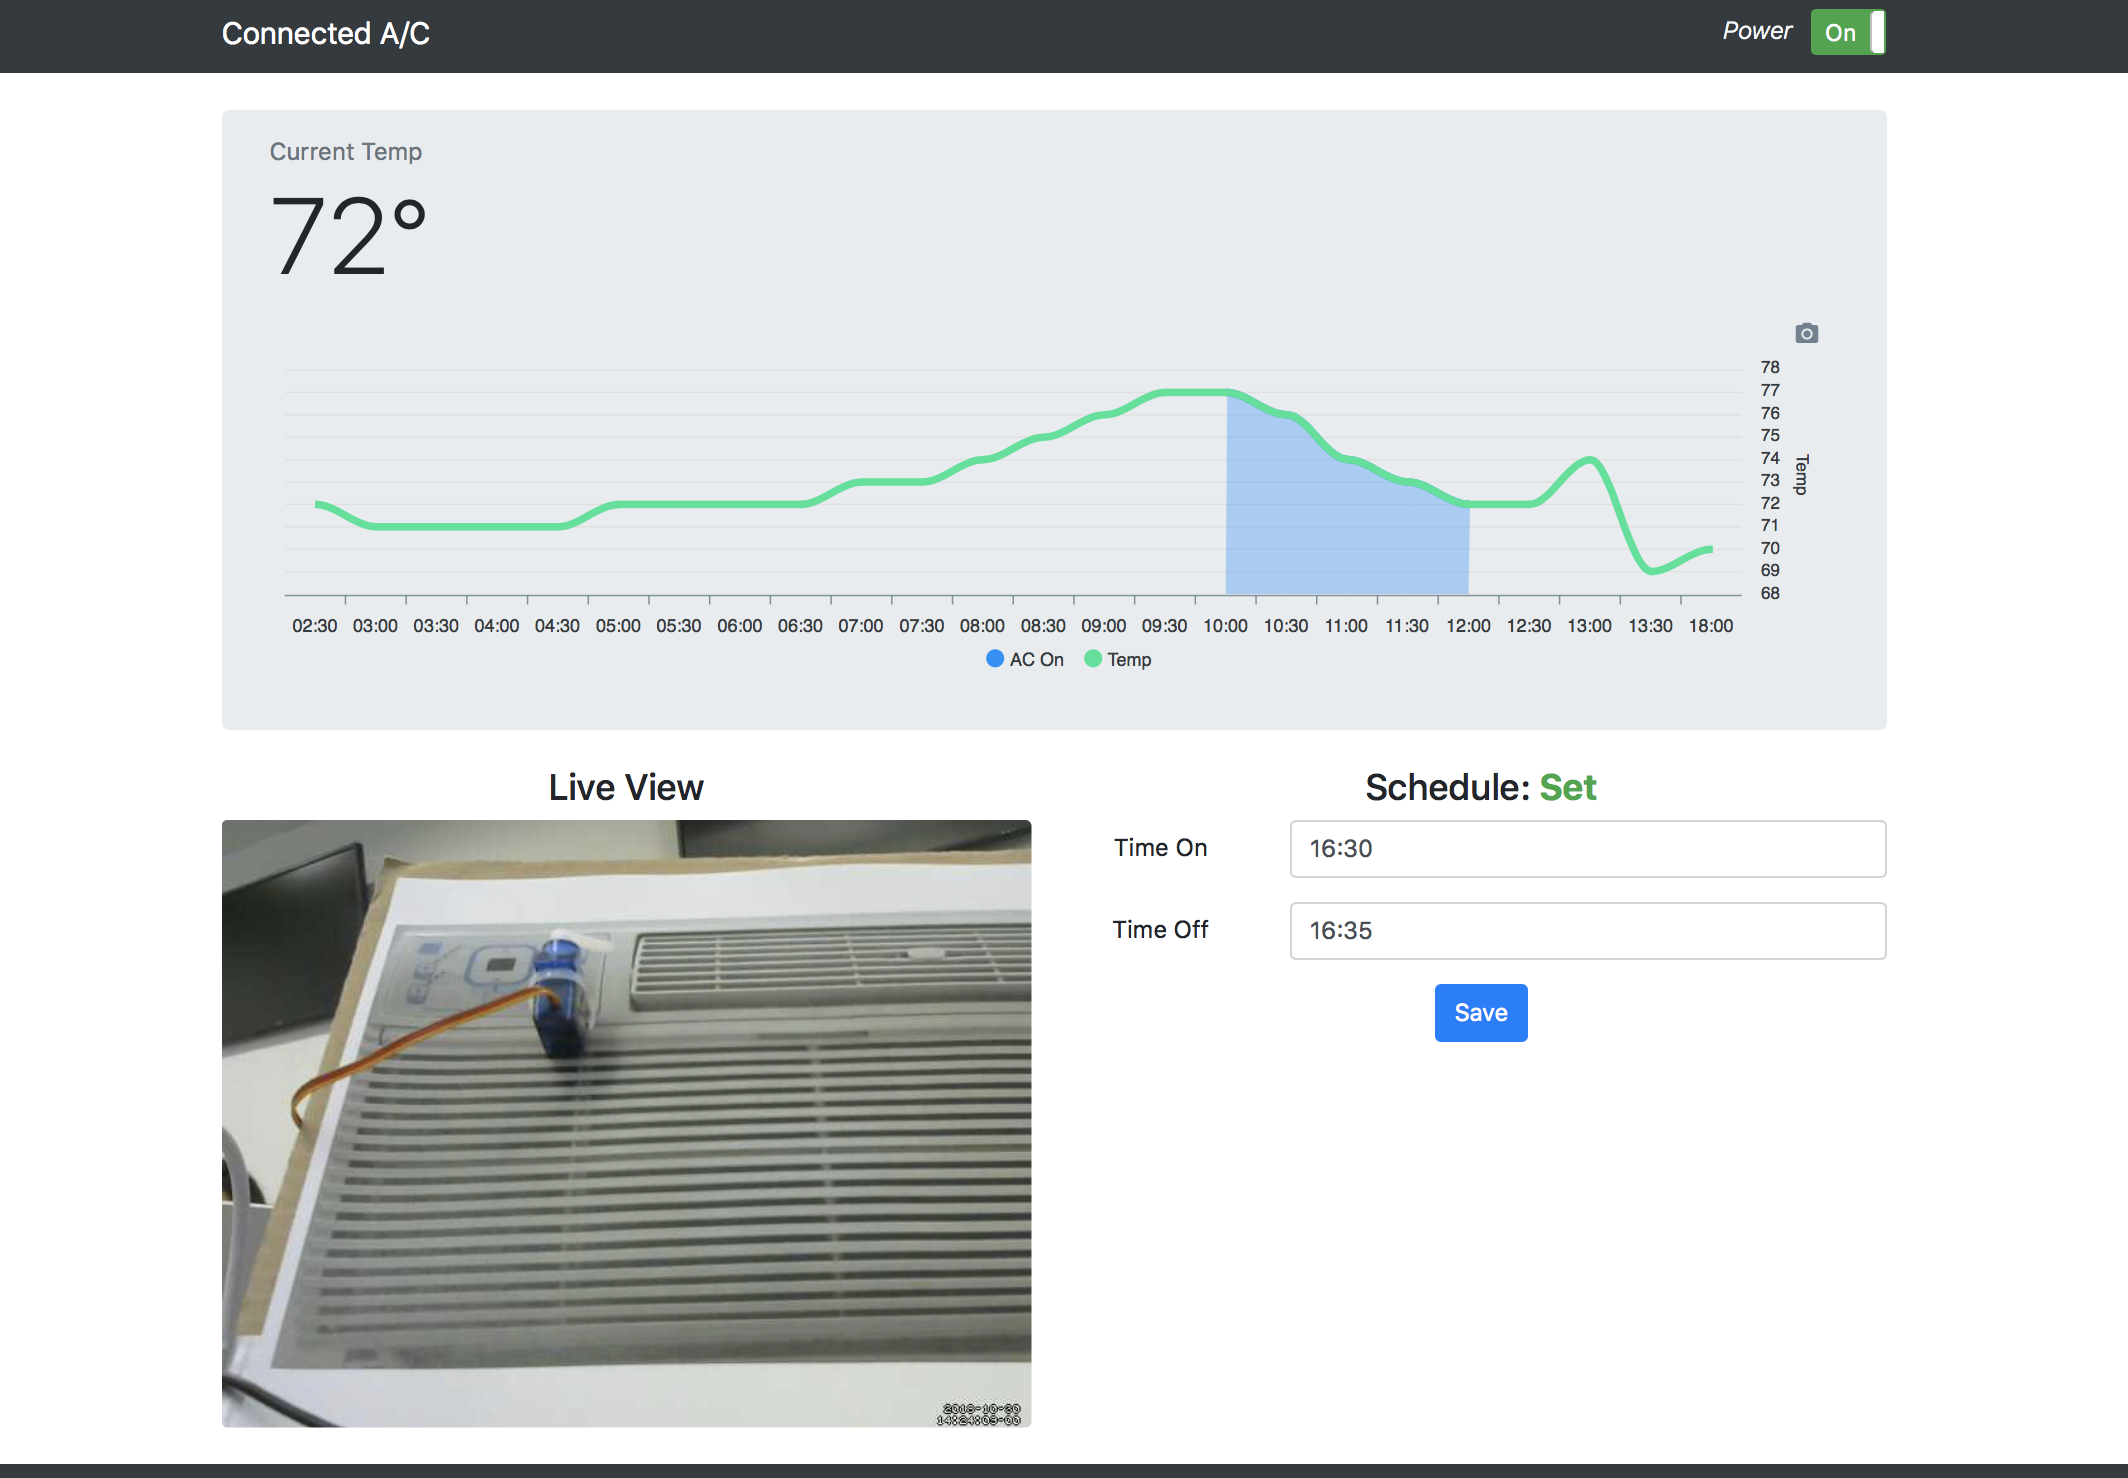 Connected A/C
Power On
Current Temp
72°
78
77
76
75
74
73
72
71
70
69
68
Temp
02:30 03:00 03:30 04:00 04:30 05:00 05:30 06:00 06:30 07:00 07:30 08:00 08:30 09:00 09:30 10:00 10:30 11:00 11:30 12:00 12:30 13:00 13:30 18:00
AC On Temp
Live View
Schedule: Set
Time On 16:30
Time Off 16:35
Save